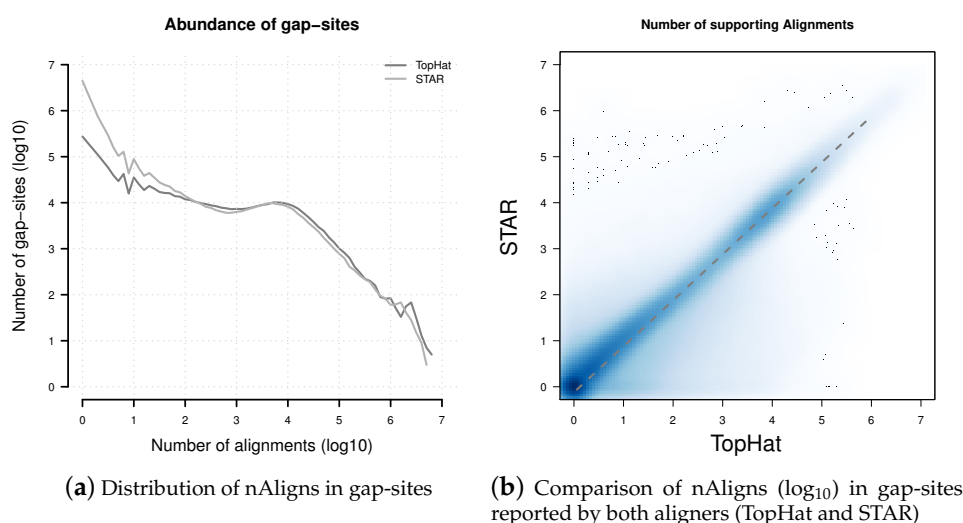 Abundance of gap−sites
TopHat
STAR
7
6
5
4
3
2
1
0
Number of gap−sites (log10)
0 1 2 3 4 5 6 7
Number of alignments (log10)
(a) Distribution of nAligns in gap-sites
Number of supporting Alignments
7
6
5
4
3
2
1
0
STAR
0 1 2 3 4 5 6 7
TopHat
(b) Comparison of nAligns (log₁₀) in gap-sites
reported by both aligners (TopHat and STAR)